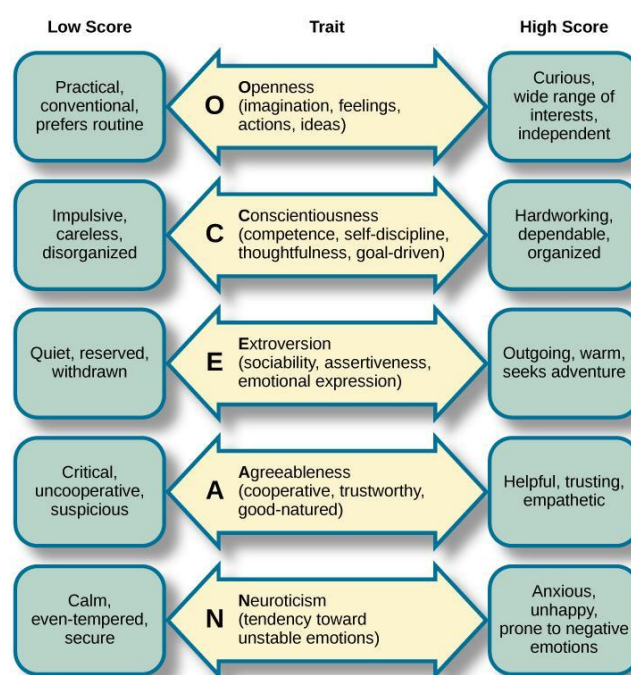 Low Score
Trait
High Score
Practical,
conventional,
prefers routine
O
Openness
(imagination, feelings,
actions, ideas)
Curious,
wide range of
interests,
independent
Impulsive,
careless,
disorganized
C
Conscientiousness
(competence, self-discipline,
thoughtfulness, goal-driven)
Hardworking,
dependable,
organized
Quiet, reserved,
withdrawn
E
Extroversion
(sociability, assertiveness,
emotional expression)
Outgoing, warm,
seeks adventure
Critical,
uncooperative,
suspicious
A
Agreeableness
(cooperative, trustworthy,
good-natured)
Helpful, trusting,
empathetic
Calm,
even-tempered,
secure
N
Neuroticism
(tendency toward
unstable emotions)
Anxious,
unhappy,
prone to negative
emotions